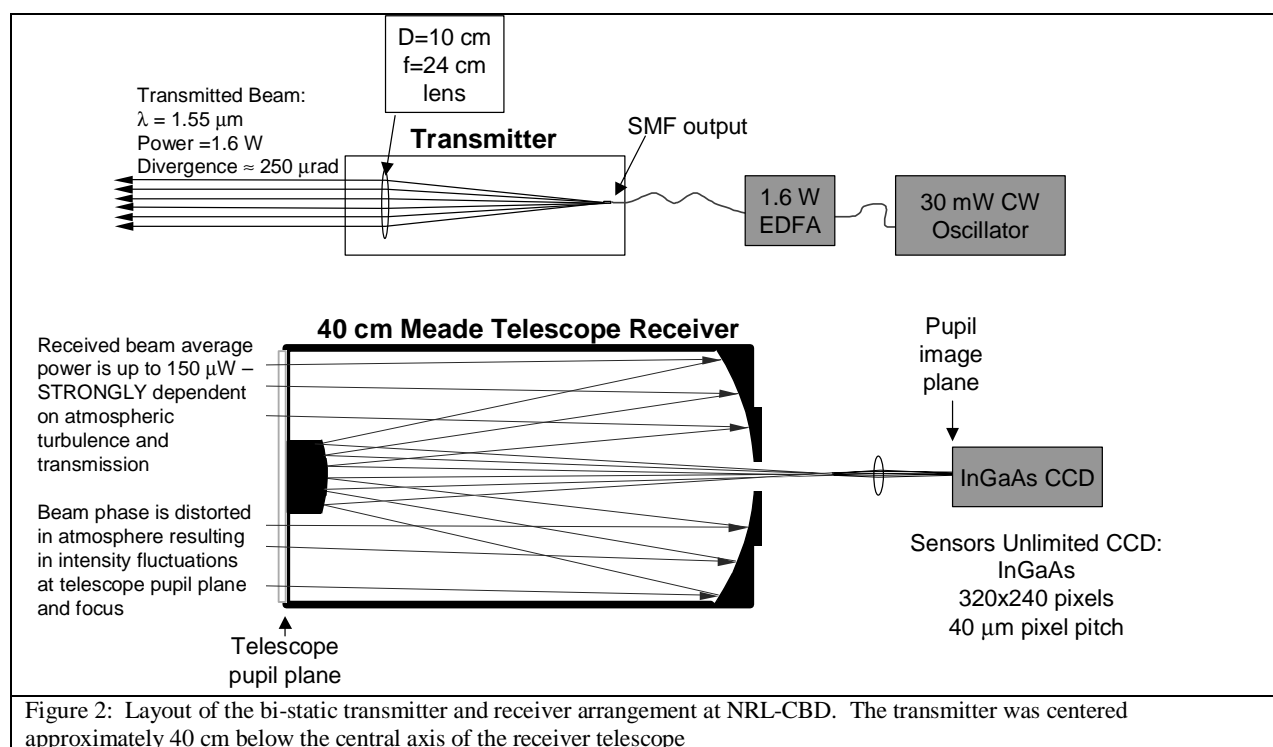 D=10 cm
f=24 cm
lens
Transmitted Beam:
λ = 1.55 μm
Power =1.6 W
Divergence ≈ 250 μrad
Transmitter
SMF output
1.6 W
EDFA
30 mW CW
Oscillator
40 cm Meade Telescope Receiver
Received beam average
power is up to 150 μW –
STRONGLY dependent
on atmospheric
turbulence and
transmission
Beam phase is distorted
in atmosphere resulting
in intensity fluctuations
at telescope pupil plane
and focus
Pupil
image
plane
InGaAs CCD
Sensors Unlimited CCD:
InGaAs
320x240 pixels
40 μm pixel pitch
Telescope
pupil plane
Figure 2: Layout of the bi-static transmitter and receiver arrangement at NRL-CBD. The transmitter was centered
approximately 40 cm below the central axis of the receiver telescope